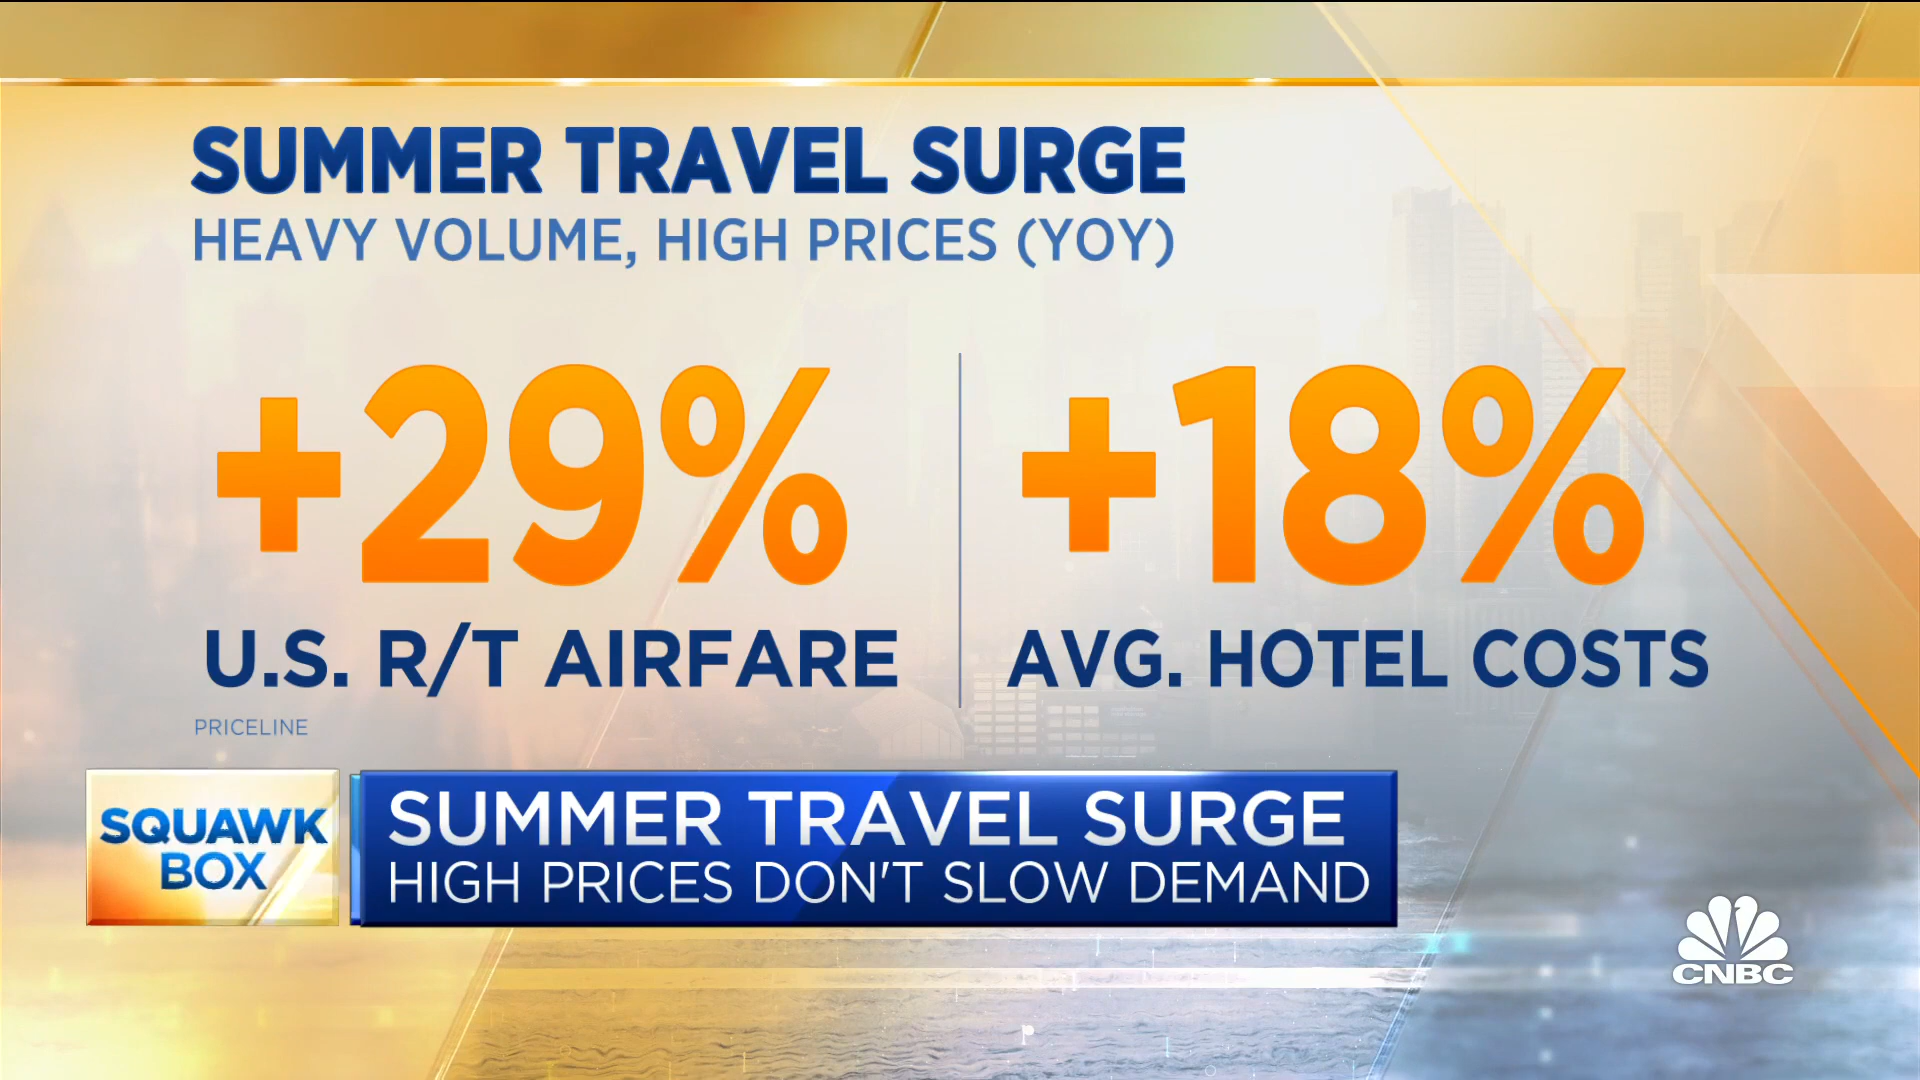 SUMMER TRAVEL SURGE
HEAVY VOLUME, HIGH PRICES (YOY)
+29%
U.S. R/T AIRFARE
+18%
AVG. HOTEL COSTS
PRICELINE
SQUAWK
BOX
SUMMER TRAVEL SURGE
HIGH PRICES DON'T SLOW DEMAND
CNBC